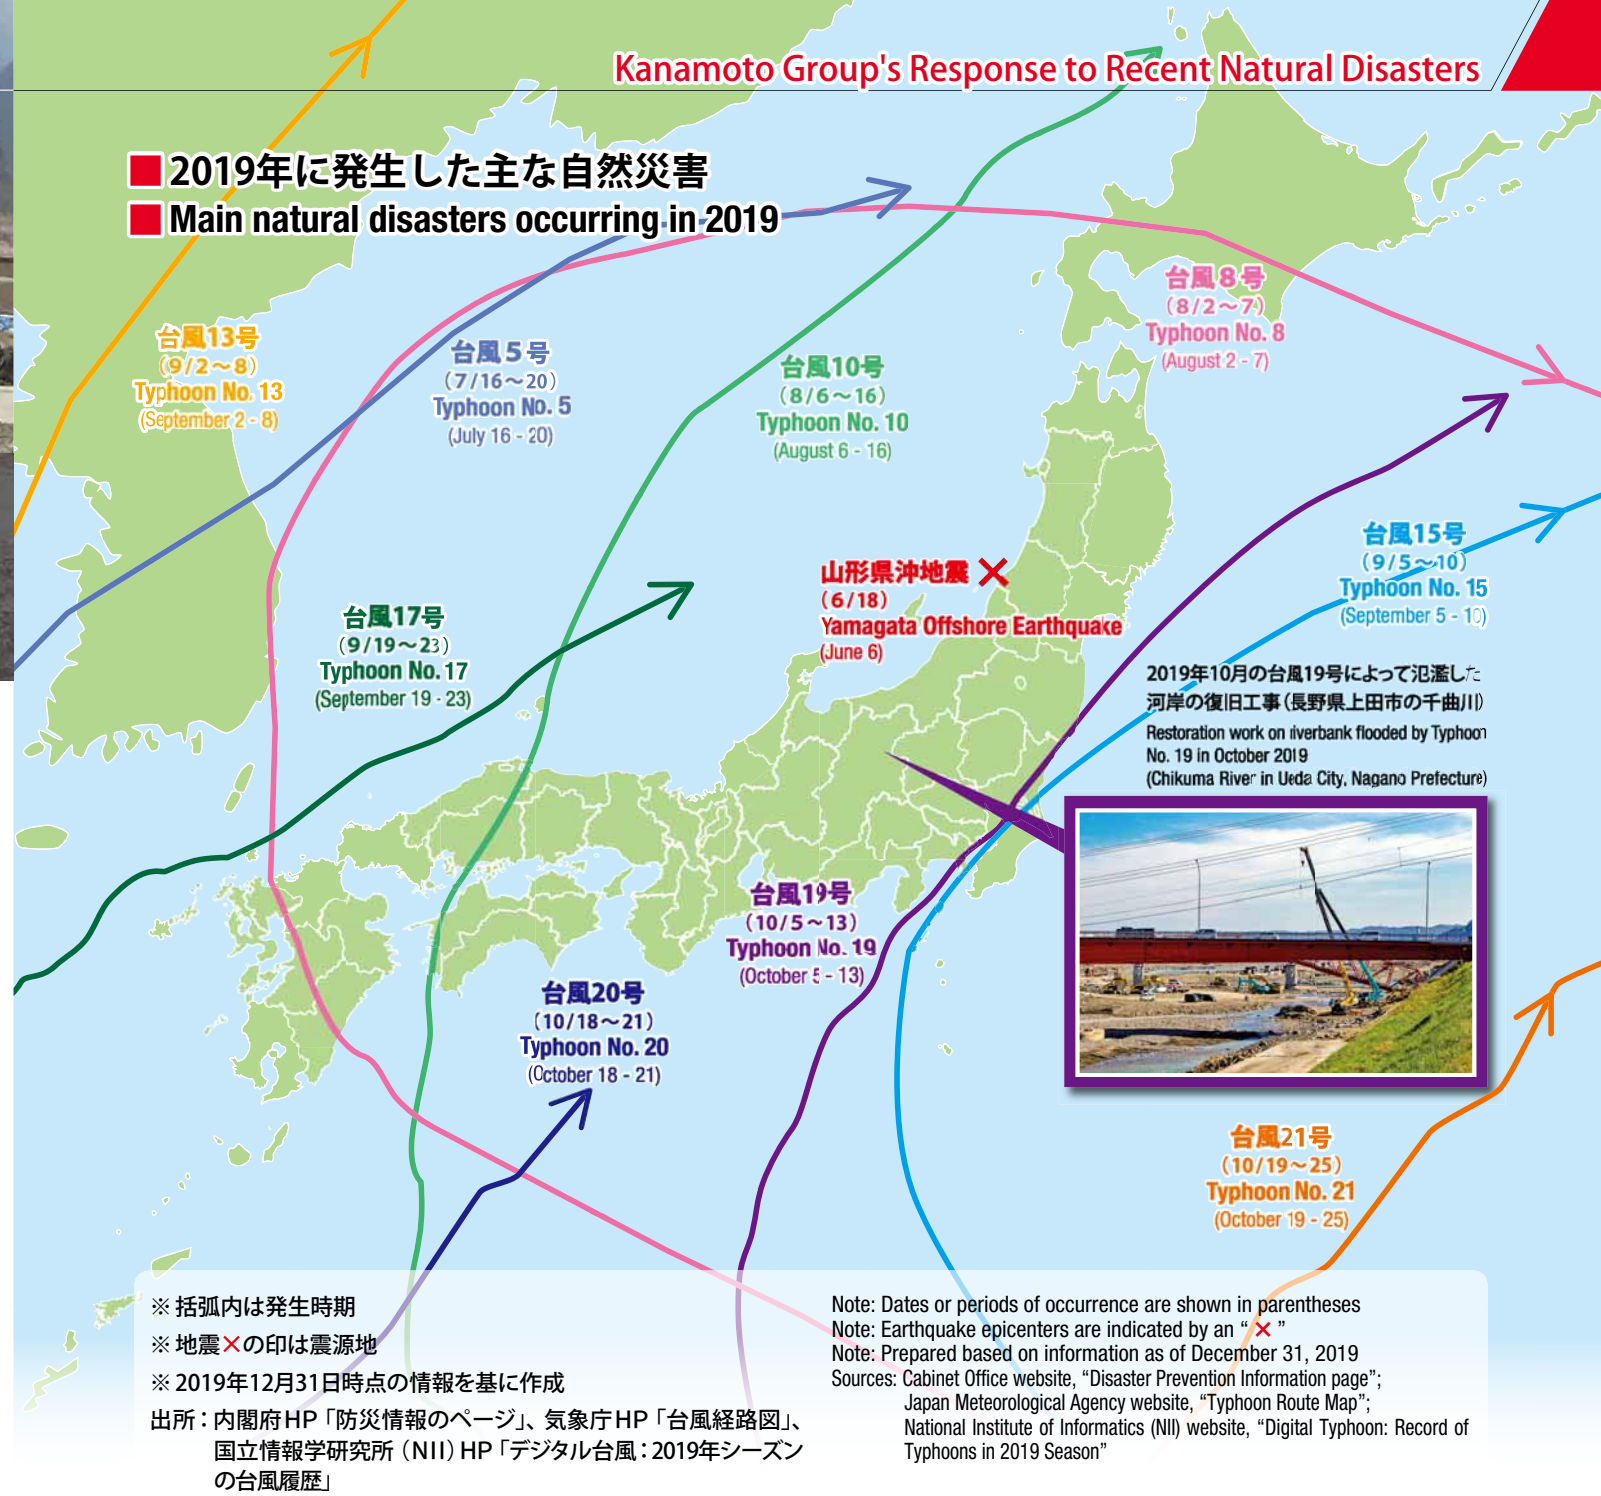 Kanamoto Group's Response to Recent Natural Disasters
■2019年に発生した主な自然災害
■Main natural disasters occurring in 2019
台風13号
(9/2～8)
Typhoon No. 13
(September 2 - 8)
台風5号
(7/16～20)
Typhoon No. 5
(July 16 - 20)
台風10号
(8/6～16)
Typhoon No. 10
(August 6 - 16)
台風8号
(8/2～7)
Typhoon No. 8
(August 2 - 7)
台風17号
(9/19～23)
Typhoon No. 17
(September 19 - 23)
山形県沖地震 ×
(6/18)
Yamagata Offshore Earthquake
(June 6)
台風15号
(9/5～10)
Typhoon No. 15
(September 5 - 10)
2019年10月の台風19号によって氾濫した
河岸の復旧工事(長野県上田市の千曲川)
Restoration work on riverbank flooded by Typhoon
No. 19 in October 2019
(Chikuma River in Ueda City, Nagano Prefecture)
台風19号
(10/5～13)
Typhoon No. 19
(October 5 - 13)
台風20号
(10/18～21)
Typhoon No. 20
(October 18 - 21)
台風21号
(10/19～25)
Typhoon No. 21
(October 19 - 25)
※括弧内は発生時期
※地震×の印は震源地
※2019年12月31日時点の情報を基に作成
出所：内閣府HP「防災情報のページ」、気象庁HP「台風経路図」、
国立情報学研究所(NII)HP「デジタル台風：2019年シーズン
の台風履歴」
Note: Dates or periods of occurrence are shown in parentheses
Note: Earthquake epicenters are indicated by an “ × ”
Note: Prepared based on information as of December 31, 2019
Sources: Cabinet Office website, “Disaster Prevention Information page”;
Japan Meteorological Agency website, “Typhoon Route Map”;
National Institute of Informatics (NII) website, “Digital Typhoon: Record of
Typhoons in 2019 Season”